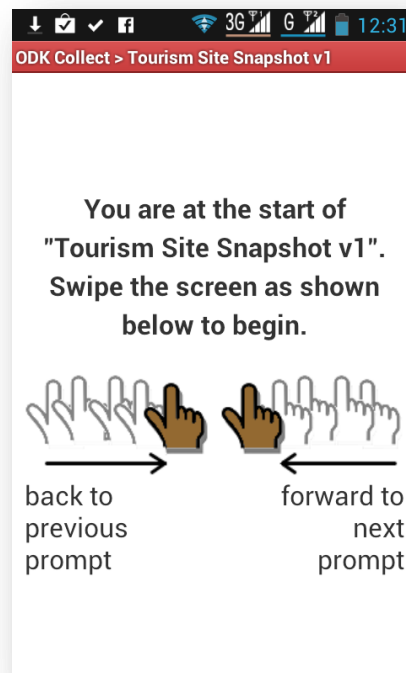 3G G 12:31
ODK Collect > Tourism Site Snapshot v1
You are at the start of
"Tourism Site Snapshot v1".
Swipe the screen as shown
below to begin.
back to
previous
prompt
forward to
next
prompt